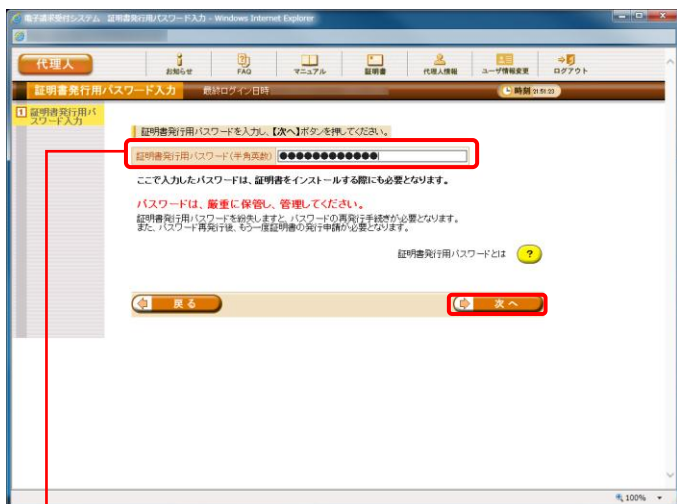 電子請求受付システム 証明書発行用パスワード入力 - Windows Internet Explorer
代理人
お知らせ FAQ マニュアル 証明書 代理人情報 ユーザ情報変更 ログアウト
証明書発行用パスワード入力 最終ログイン日時 時刻 21:51:23
1 証明書発行用パ
スワード入力
証明書発行用パスワードを入力し、【次へ】ボタンを押してください。
証明書発行用パスワード(半角英数) ●●●●●●●●●●●●
ここで入力したパスワードは、証明書をインストールする際にも必要となります。
パスワードは、厳重に保管し、管理してください。
証明書発行用パスワードを紛失しますと、パスワードの再発行手続きが必要となります。
また、パスワード再発行後、もう一度証明書の発行申請が必要となります。
証明書発行用パスワードとは ?
戻る 次へ
100%